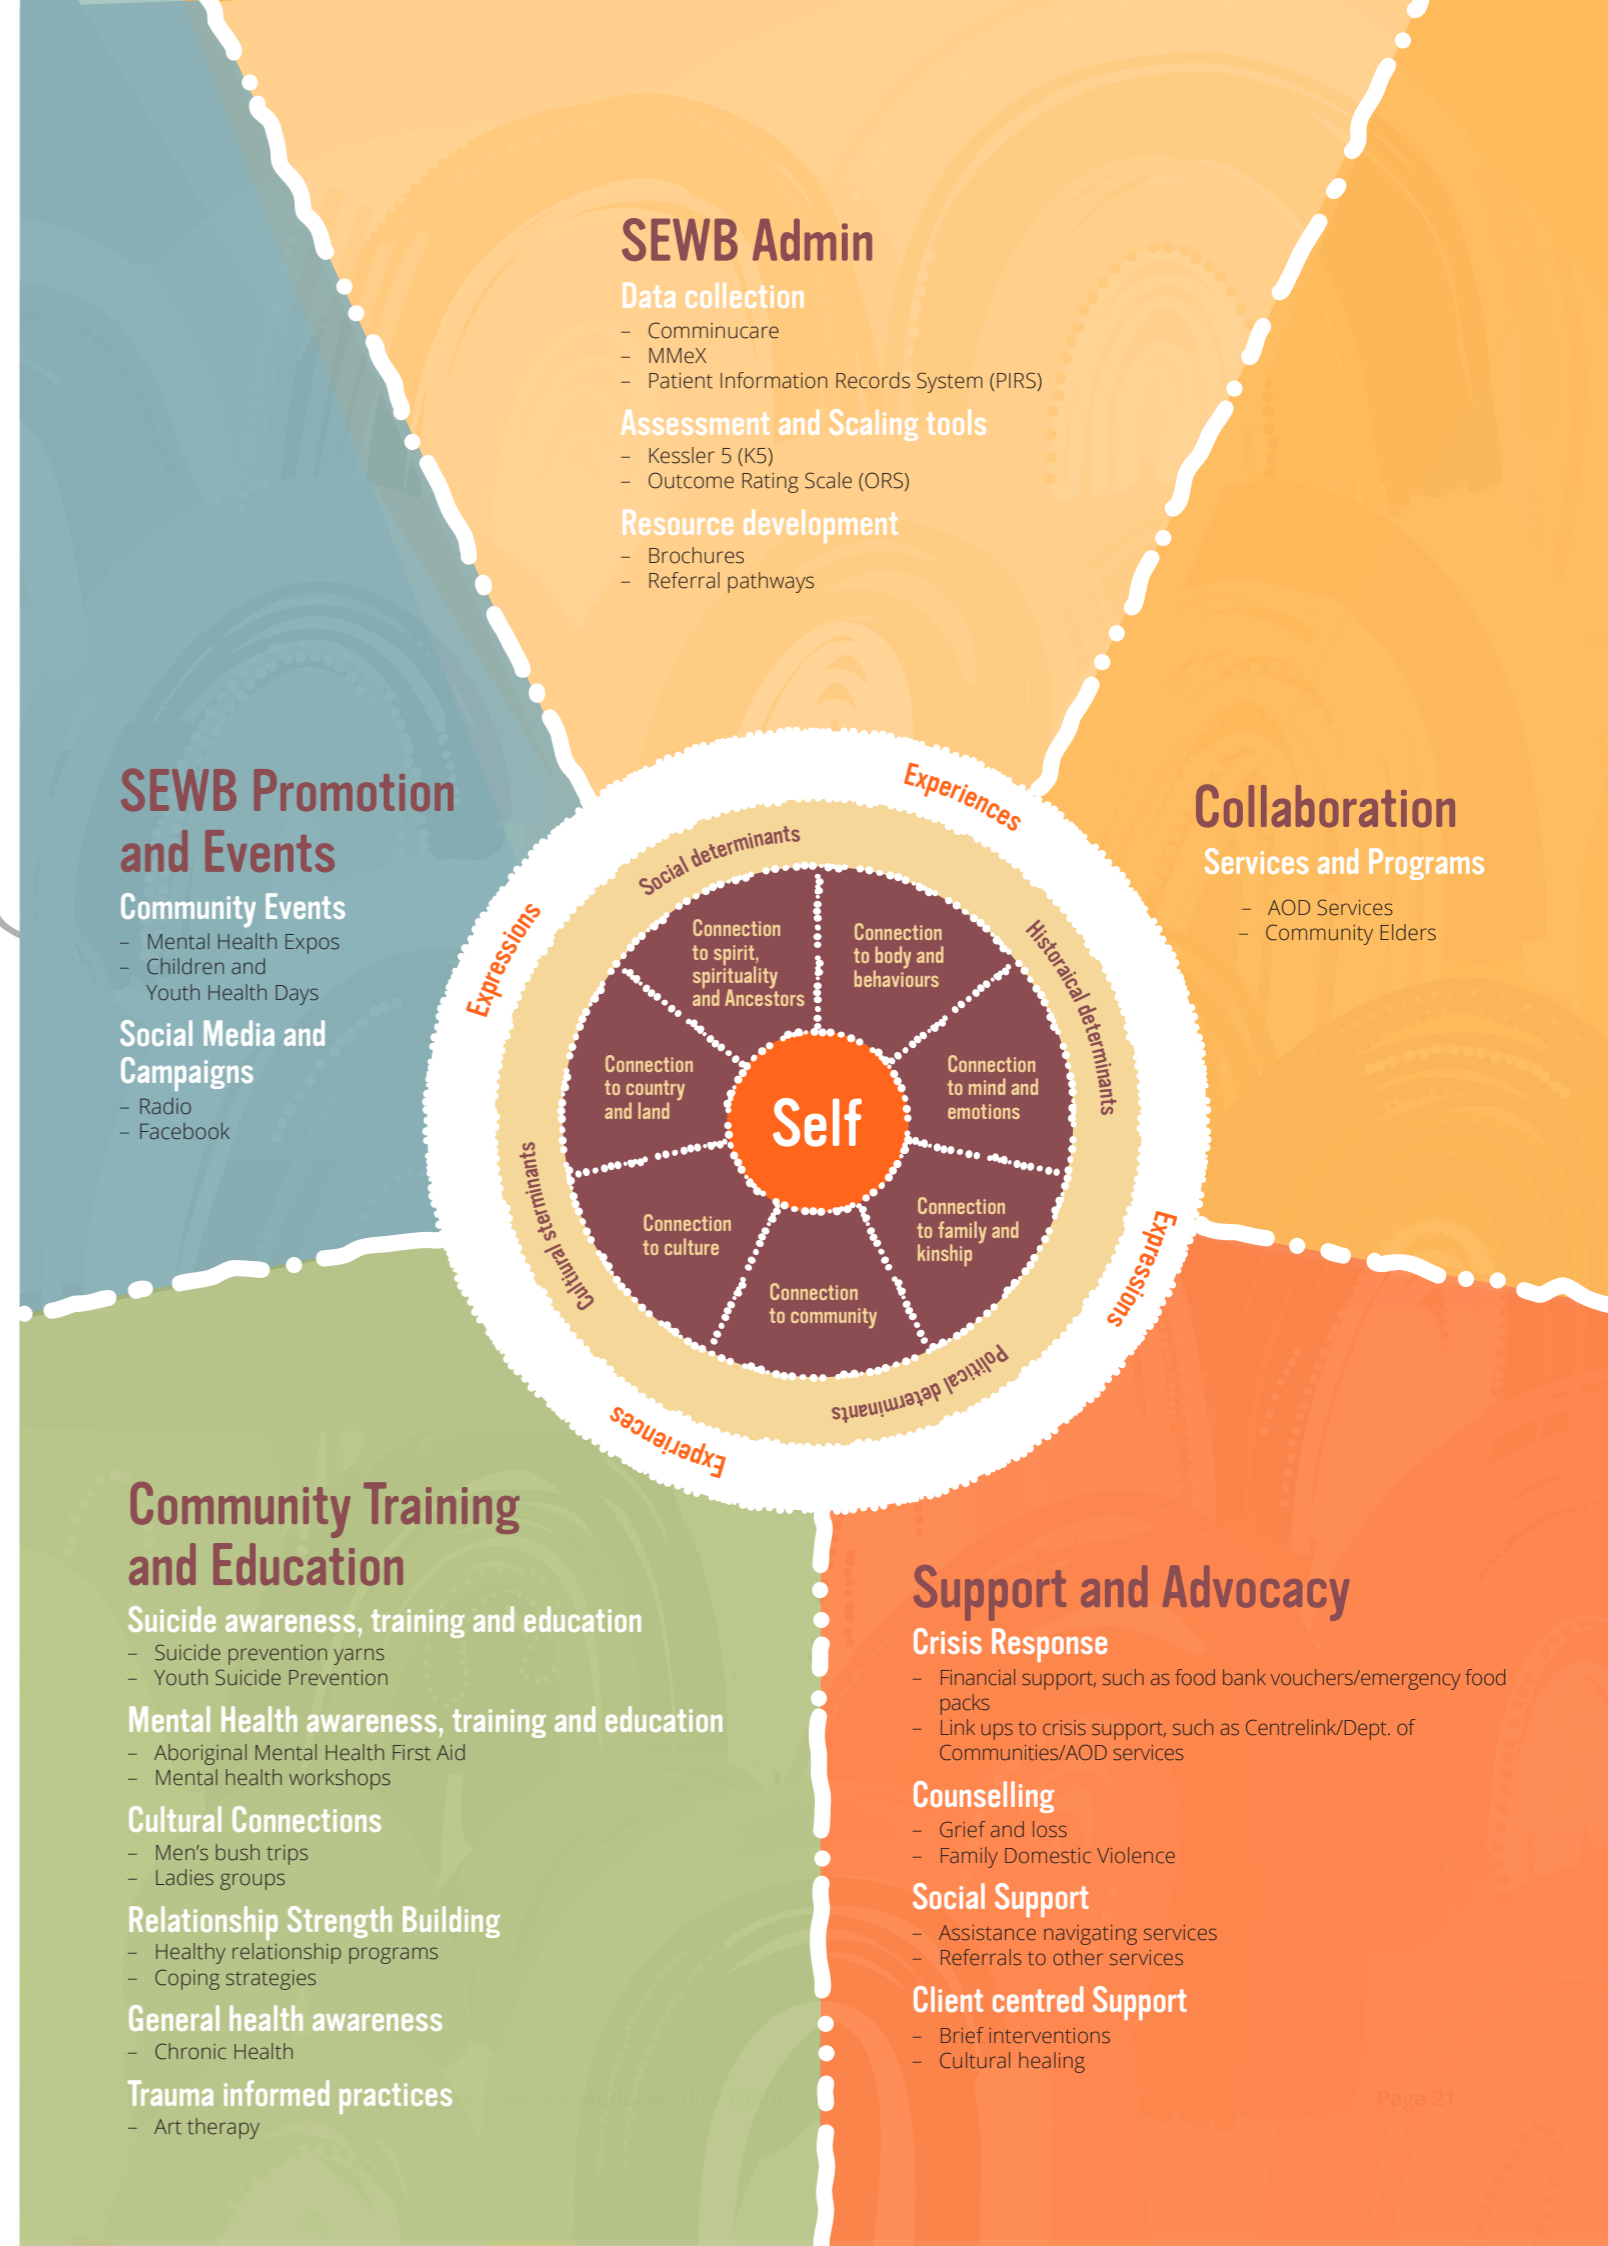 SEWB Admin
Data collection
– Comminucare
– MMeX
– Patient Information Records System (PIRS)
Assessment and Scaling tools
– Kessler 5 (K5)
– Outcome Rating Scale (ORS)
Resource development
– Brochures
– Referral pathways
SEWB Promotion
and Events
Community Events
– Mental Health Expos
– Children and
Youth Health Days
Social Media and
Campaigns
– Radio
– Facebook
Collaboration
Services and Programs
– AOD Services
– Community Elders
Experiences
Expressions
Expressions
Experiences
Social determinants
Historaical determinants
Political determinants
Cultiural sterminants
Connection
to spirit,
spirituality
and Ancestors
Connection
to body and
behaviours
Connection
to country
and land
Connection
to mind and
emotions
Self
Connection
to culture
Connection
to family and
kinship
Connection
to community
Community Training
and Education
Suicide awareness, training and education
– Suicide prevention yarns
– Youth Suicide Prevention
Mental Health awareness, training and education
– Aboriginal Mental Health First Aid
– Mental health workshops
Cultural Connections
– Men’s bush trips
– Ladies groups
Relationship Strength Building
– Healthy relationship programs
– Coping strategies
General health awareness
– Chronic Health
Trauma informed practices
– Art therapy
Support and Advocacy
Crisis Response
– Financial support, such as food bank vouchers/emergency food
packs
– Link ups to crisis support, such as Centrelink/Dept. of
Communities/AOD services
Counselling
– Grief and loss
– Family Domestic Violence
Social Support
– Assistance navigating services
– Referrals to other services
Client centred Support
– Brief interventions
– Cultural healing
Page 21